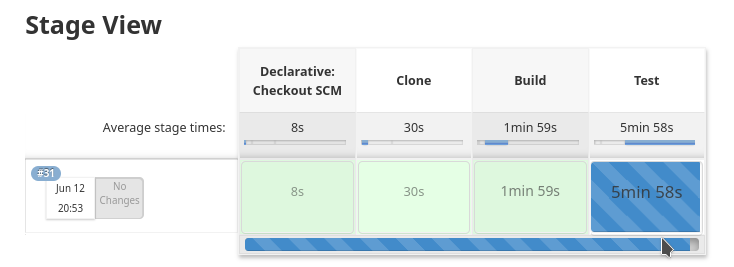 Stage View
Declarative:
Checkout SCM
Clone
Build
Test
Average stage times:
8s
30s
1min 59s
5min 58s
#31
Jun 12
20:53
No
Changes
8s
30s
1min 59s
5min 58s